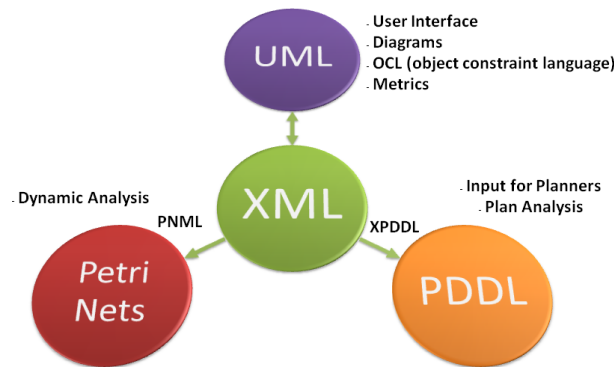 - User Interface
- Diagrams
- OCL (object constraint language)
- Metrics
UML
XML
- Dynamic Analysis
PNML
Petri
Nets
- Input for Planners
- Plan Analysis
XPDDL
PDDL